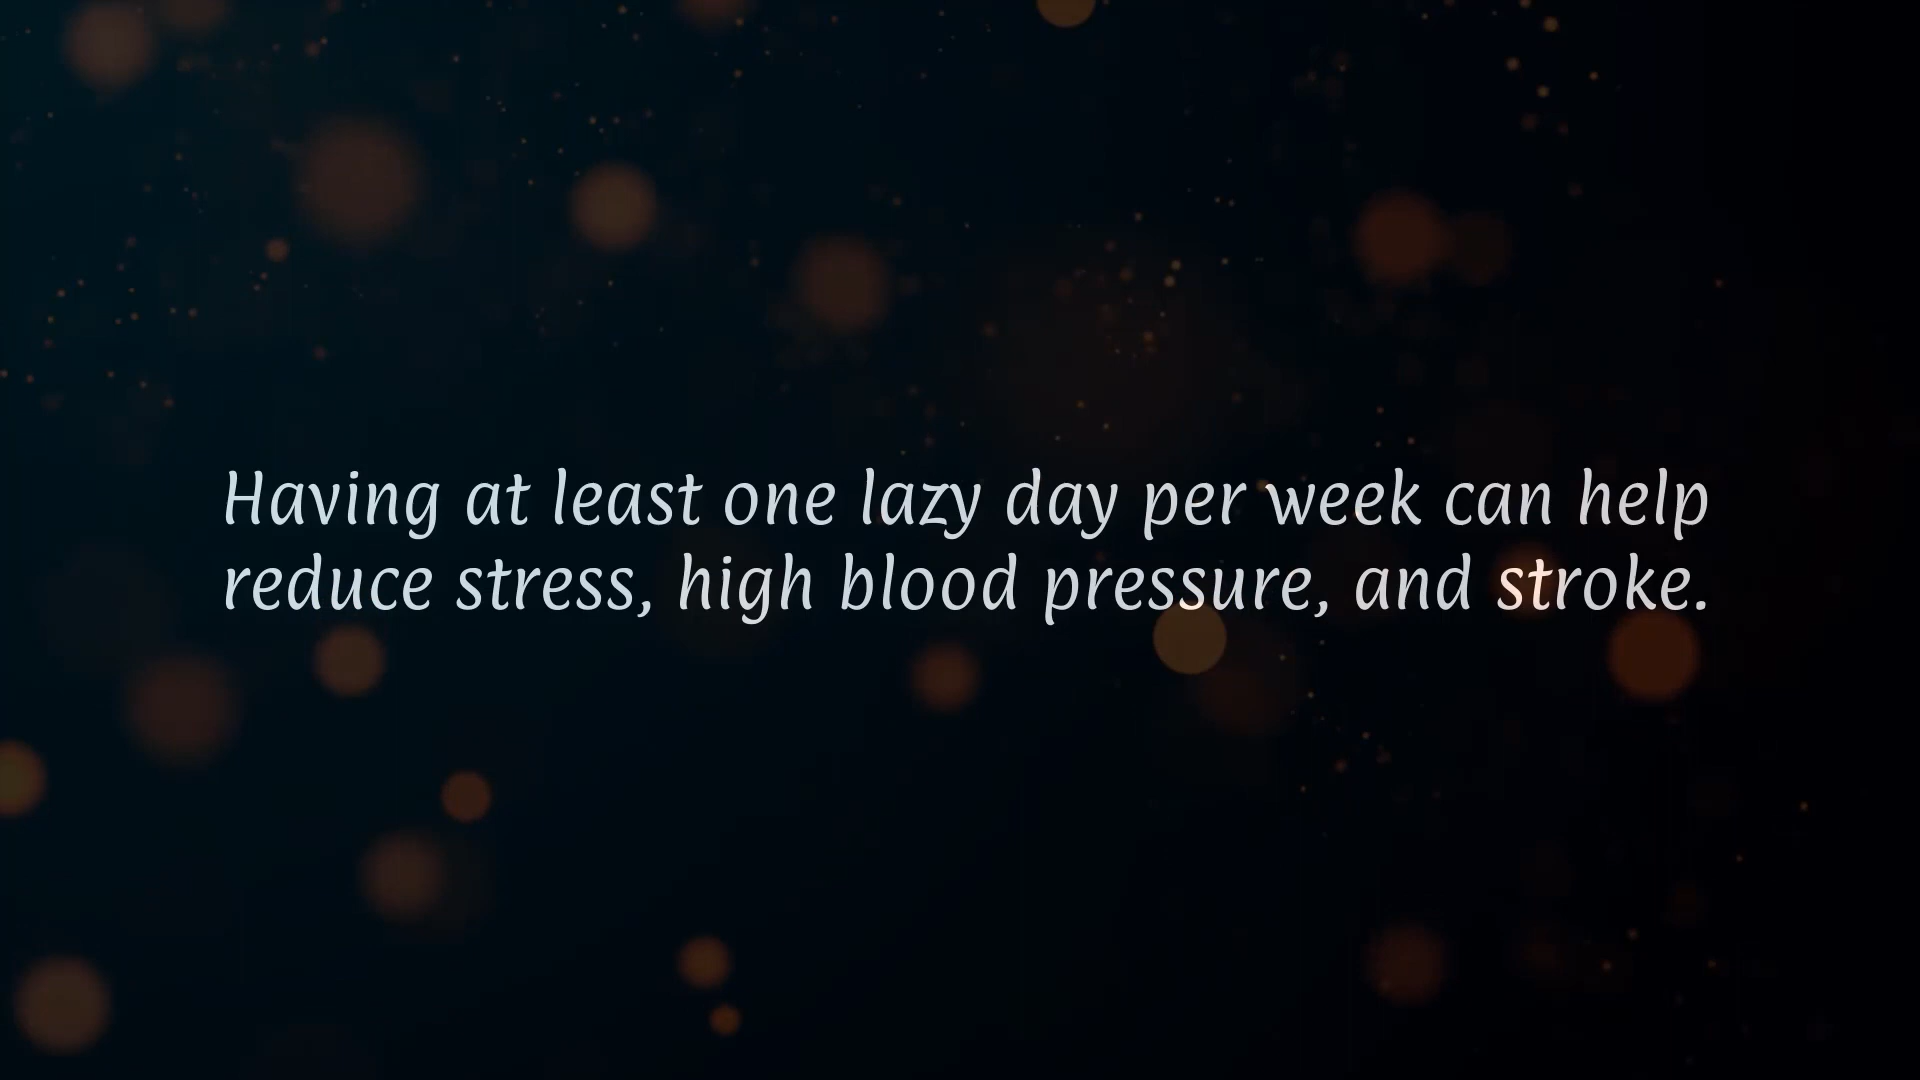 Having at least one lazy day per week can help
reduce stress, high blood pressure, and stroke.